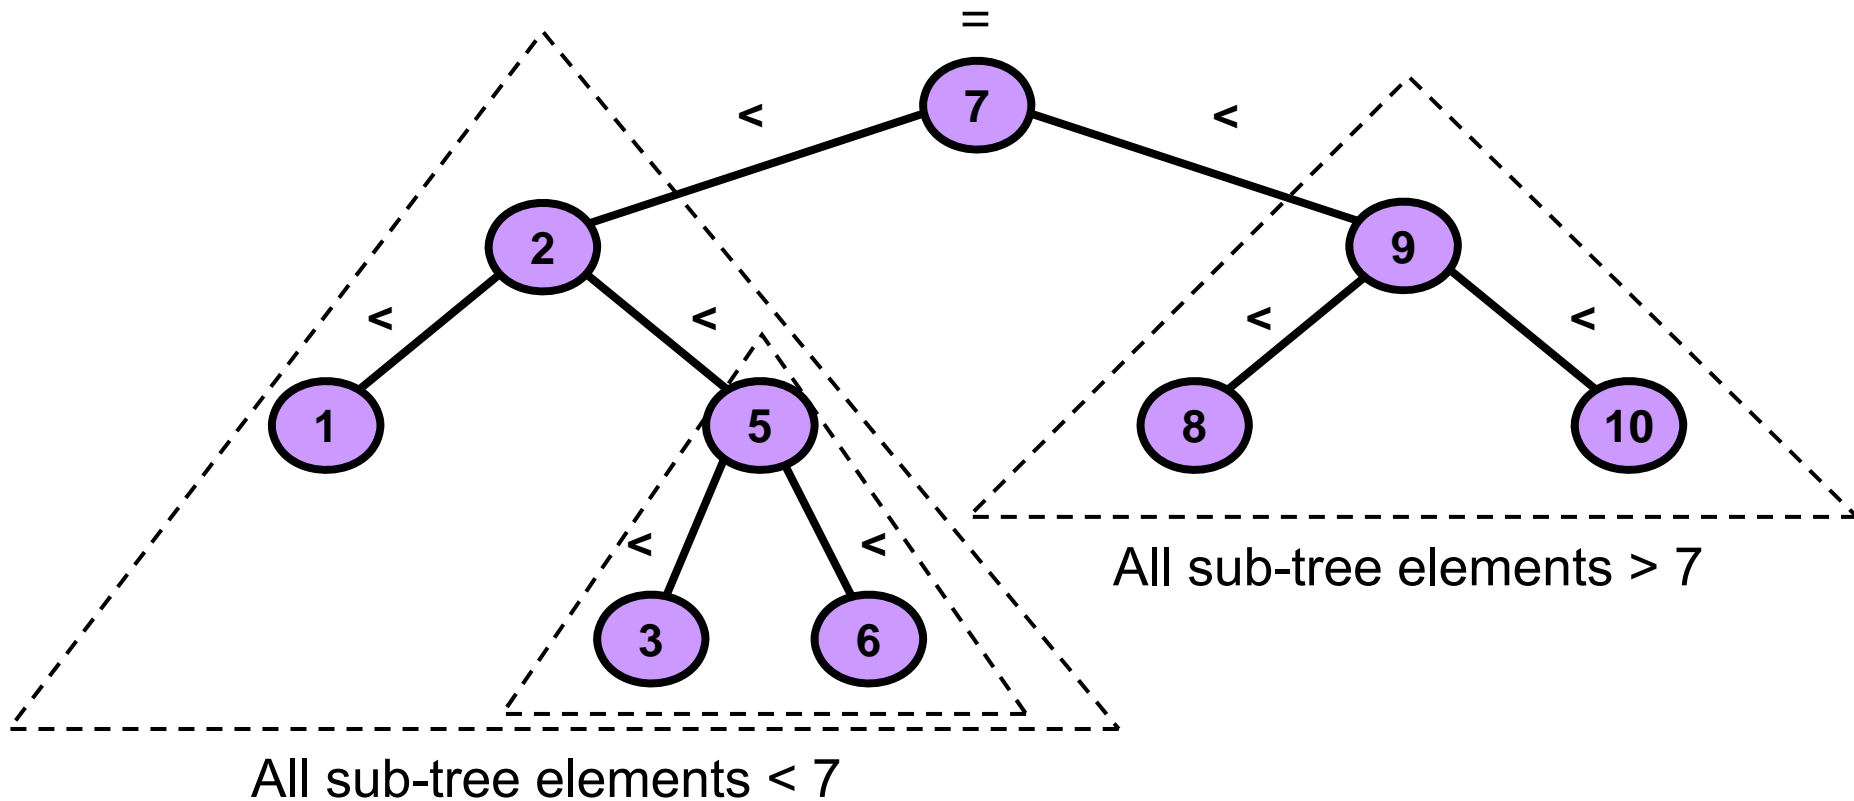 =
< 7 <
2 9
< < < <
1 5 8 10
< <
All sub-tree elements > 7
3 6
All sub-tree elements < 7